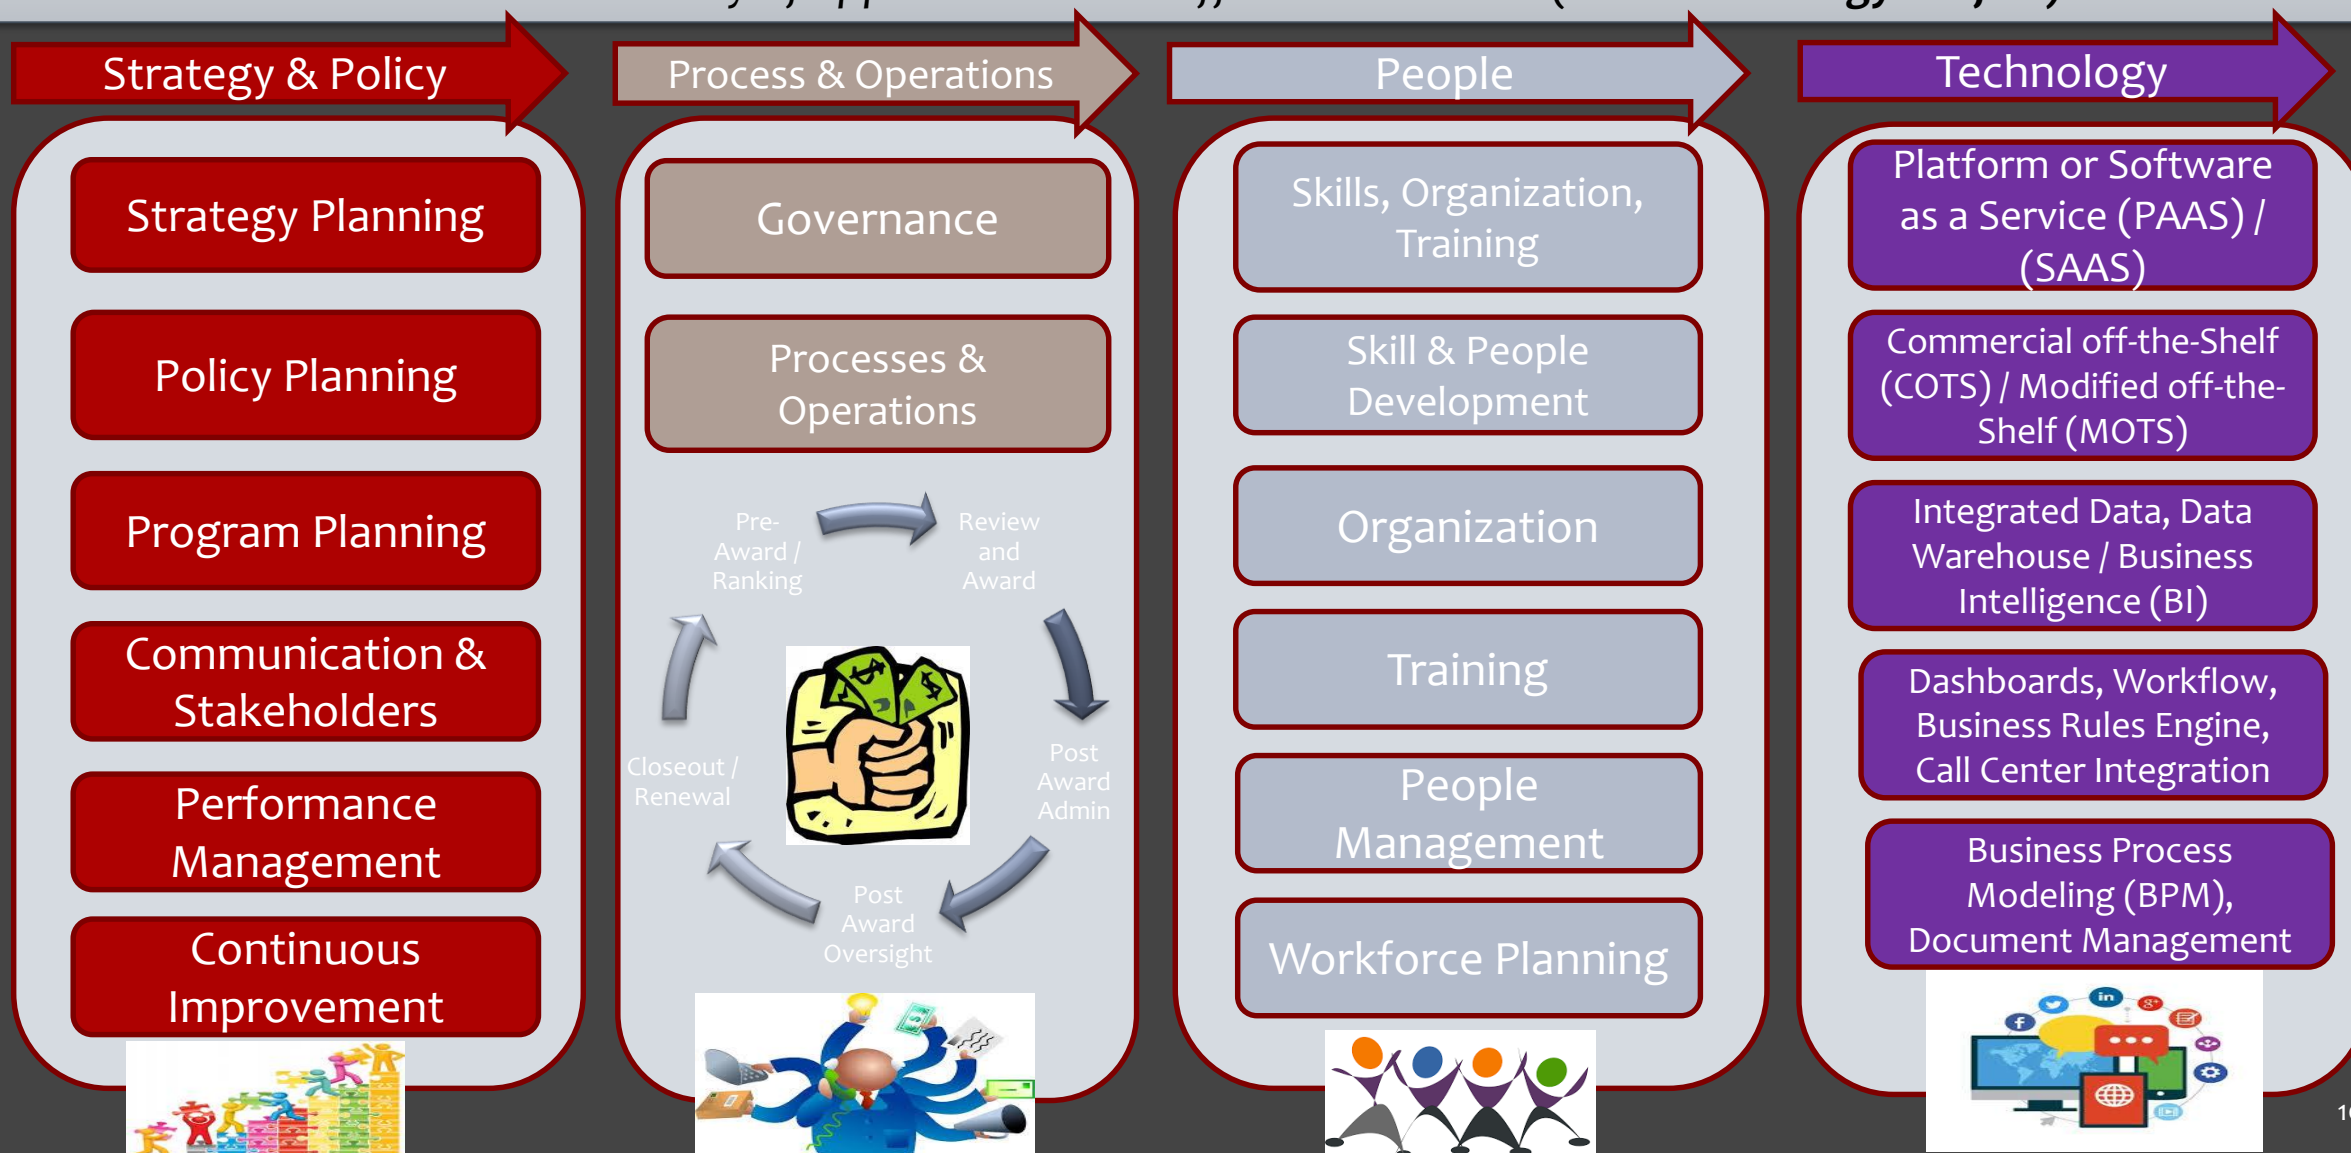 Strategy & Policy
Strategy Planning
Policy Planning
Program Planning
Communication &
Stakeholders
Performance
Management
Continuous
Improvement
Process & Operations
Governance
Processes &
Operations
Pre-
Award /
Ranking
Review
and
Award
Post
Award
Admin
Post
Award
Oversight
Closeout /
Renewal
People
Skills, Organization,
Training
Skill & People
Development
Organization
Training
People
Management
Workforce Planning
Technology
Platform or Software
as a Service (PAAS) /
(SAAS)
Commercial off-the-Shelf
(COTS) / Modified off-the-
Shelf (MOTS)
Integrated Data, Data
Warehouse / Business
Intelligence (BI)
Dashboards, Workflow,
Business Rules Engine,
Call Center Integration
Business Process
Modeling (BPM),
Document Management